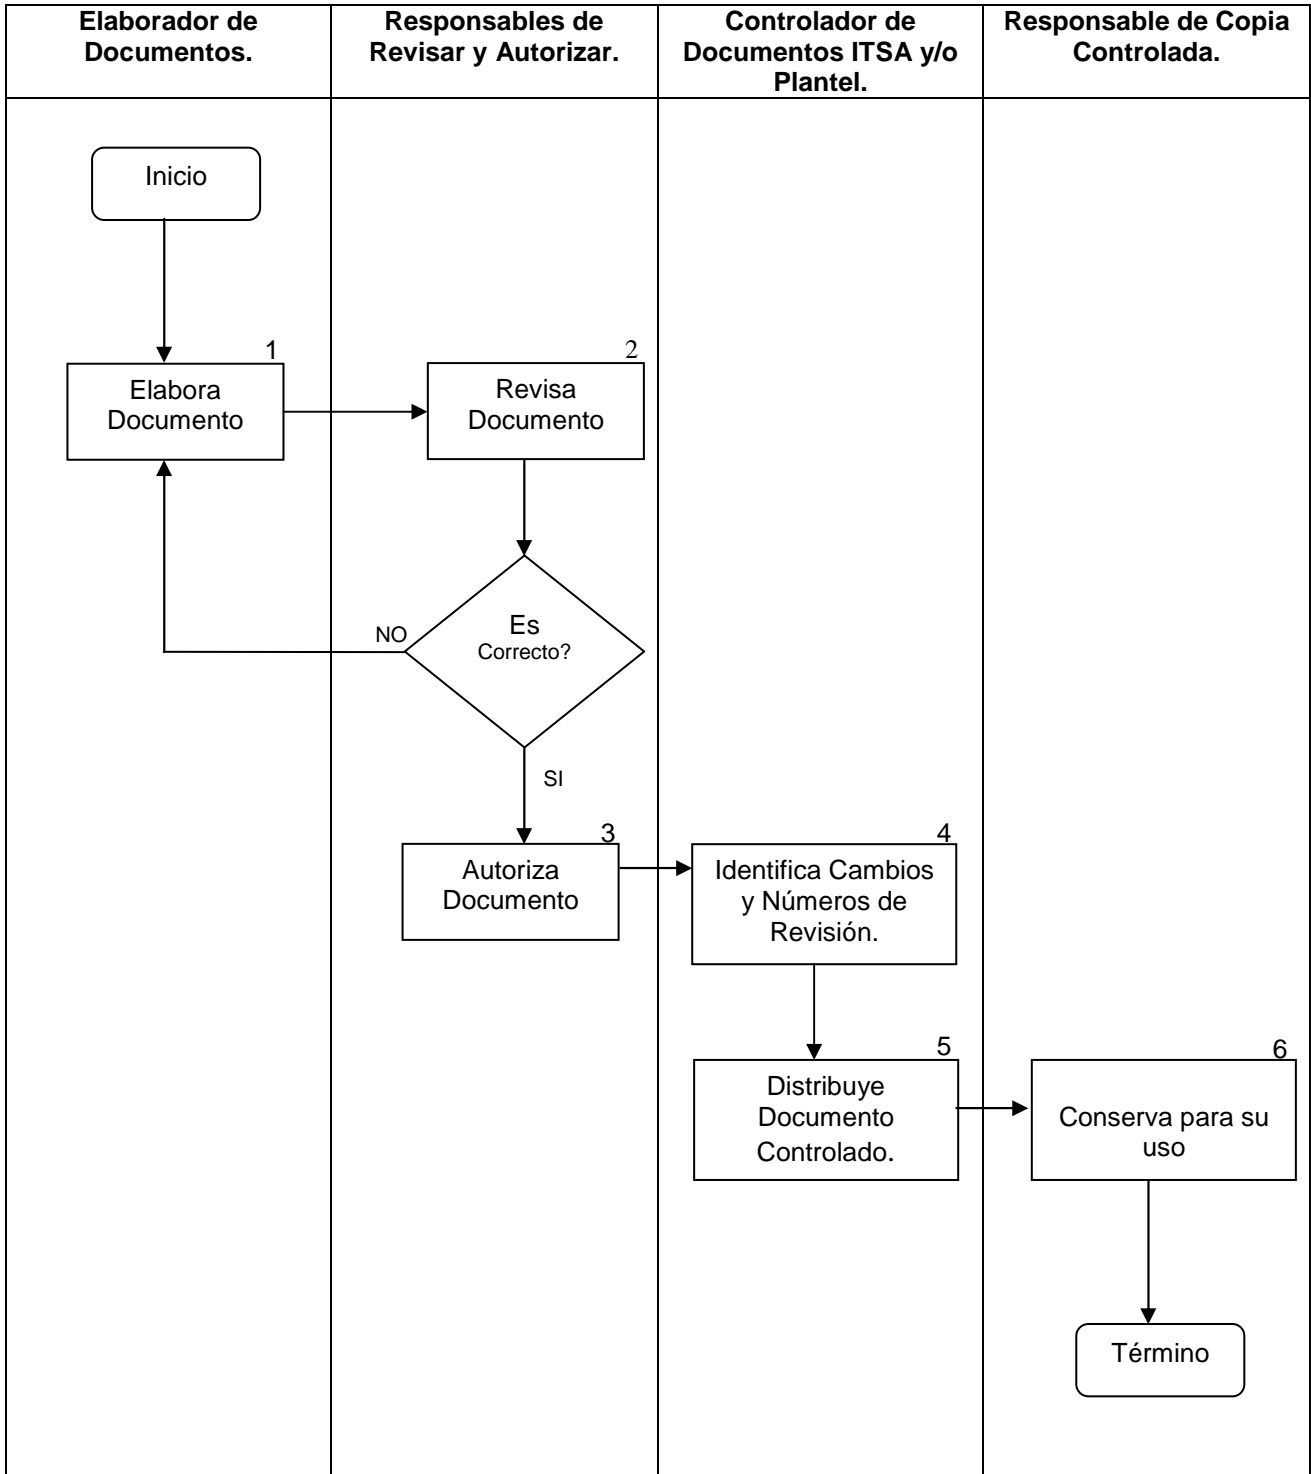 Elaborador de
Documentos.
Responsables de
Revisar y Autorizar.
Controlador de
Documentos ITSA y/o
Plantel.
Responsable de Copia
Controlada.
Inicio
1
Elabora
Documento
2
Revisa
Documento
Es
Correcto?
NO
SI
3
Autoriza
Documento
4
Identifica Cambios
y Números de
Revisión.
5
Distribuye
Documento
Controlado.
6
Conserva para su
uso
Término